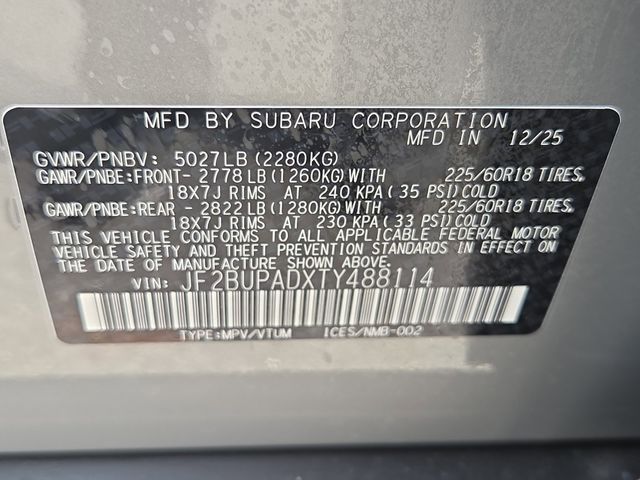 MFD BY SUBARU CORPORATION
MFD IN 12/25
GVWR/PNBV: 5027LB (2280KG)
GAWR/PNBE:FRONT- 2778 LB (1260KG) WITH 225/60R18 TIRES,
18X7J RIMS AT 240 KPA (35 PSI) COLD
GAWR/PNBE:REAR - 2822 LB (1280KG) WITH 225/60R18 TIRES,
18X7J RIMS AT 230 KPA (33 PSI) COLD
THIS VEHICLE CONFORMS TO ALL APPLICABLE FEDERAL MOTOR
VEHICLE SAFETY AND THEFT PREVENTION STANDARDS IN EFFECT ON
THE DATE OF MANUFACTURE SHOWN ABOVE.
VIN: JF2BUPADXTY488114
TYPE:MPV/VTUM ICES/NMB-002